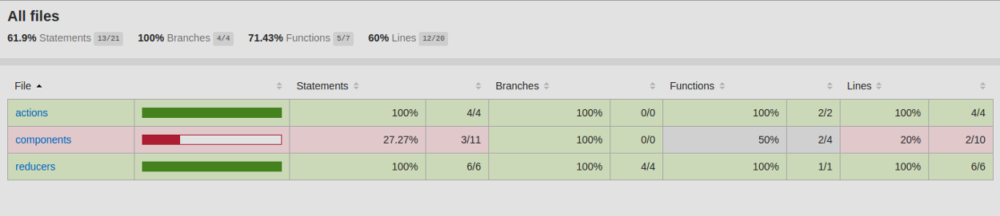 All files
61.9% Statements 13/21 100% Branches 4/4 71.43% Functions 5/7 60% Lines 12/20
File Statements Branches Functions Lines
actions 100% 4/4 100% 0/0 100% 2/2 100% 4/4
components 27.27% 3/11 100% 0/0 50% 2/4 20% 2/10
reducers 100% 6/6 100% 4/4 100% 1/1 100% 6/6